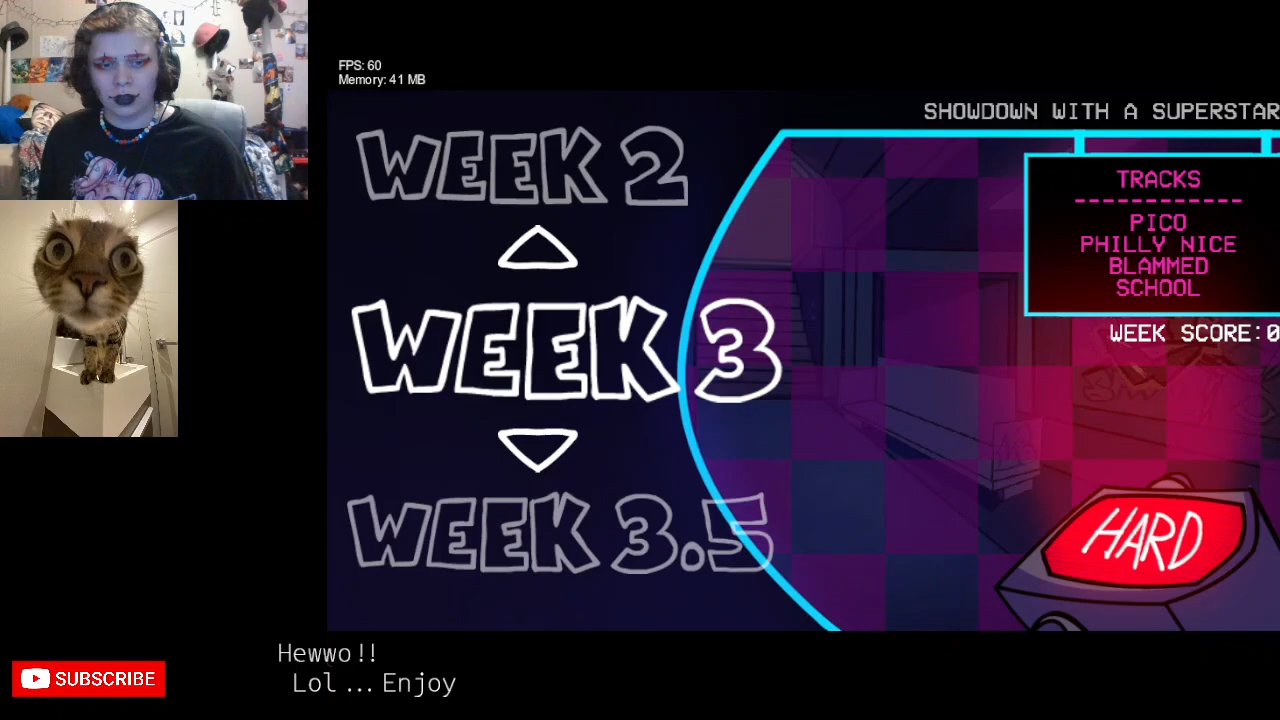 FPS: 60
Memory: 41 MB
SHOWDOWN WITH A SUPERSTAR
WEEK 2
TRACKS
------------
PICO
PHILLY NICE
BLAMMED
SCHOOL
WEEK SCORE:0
WEEK 3
WEEK 3.5
HARD
Hewwo!!
Lol...Enjoy
SUBSCRIBE